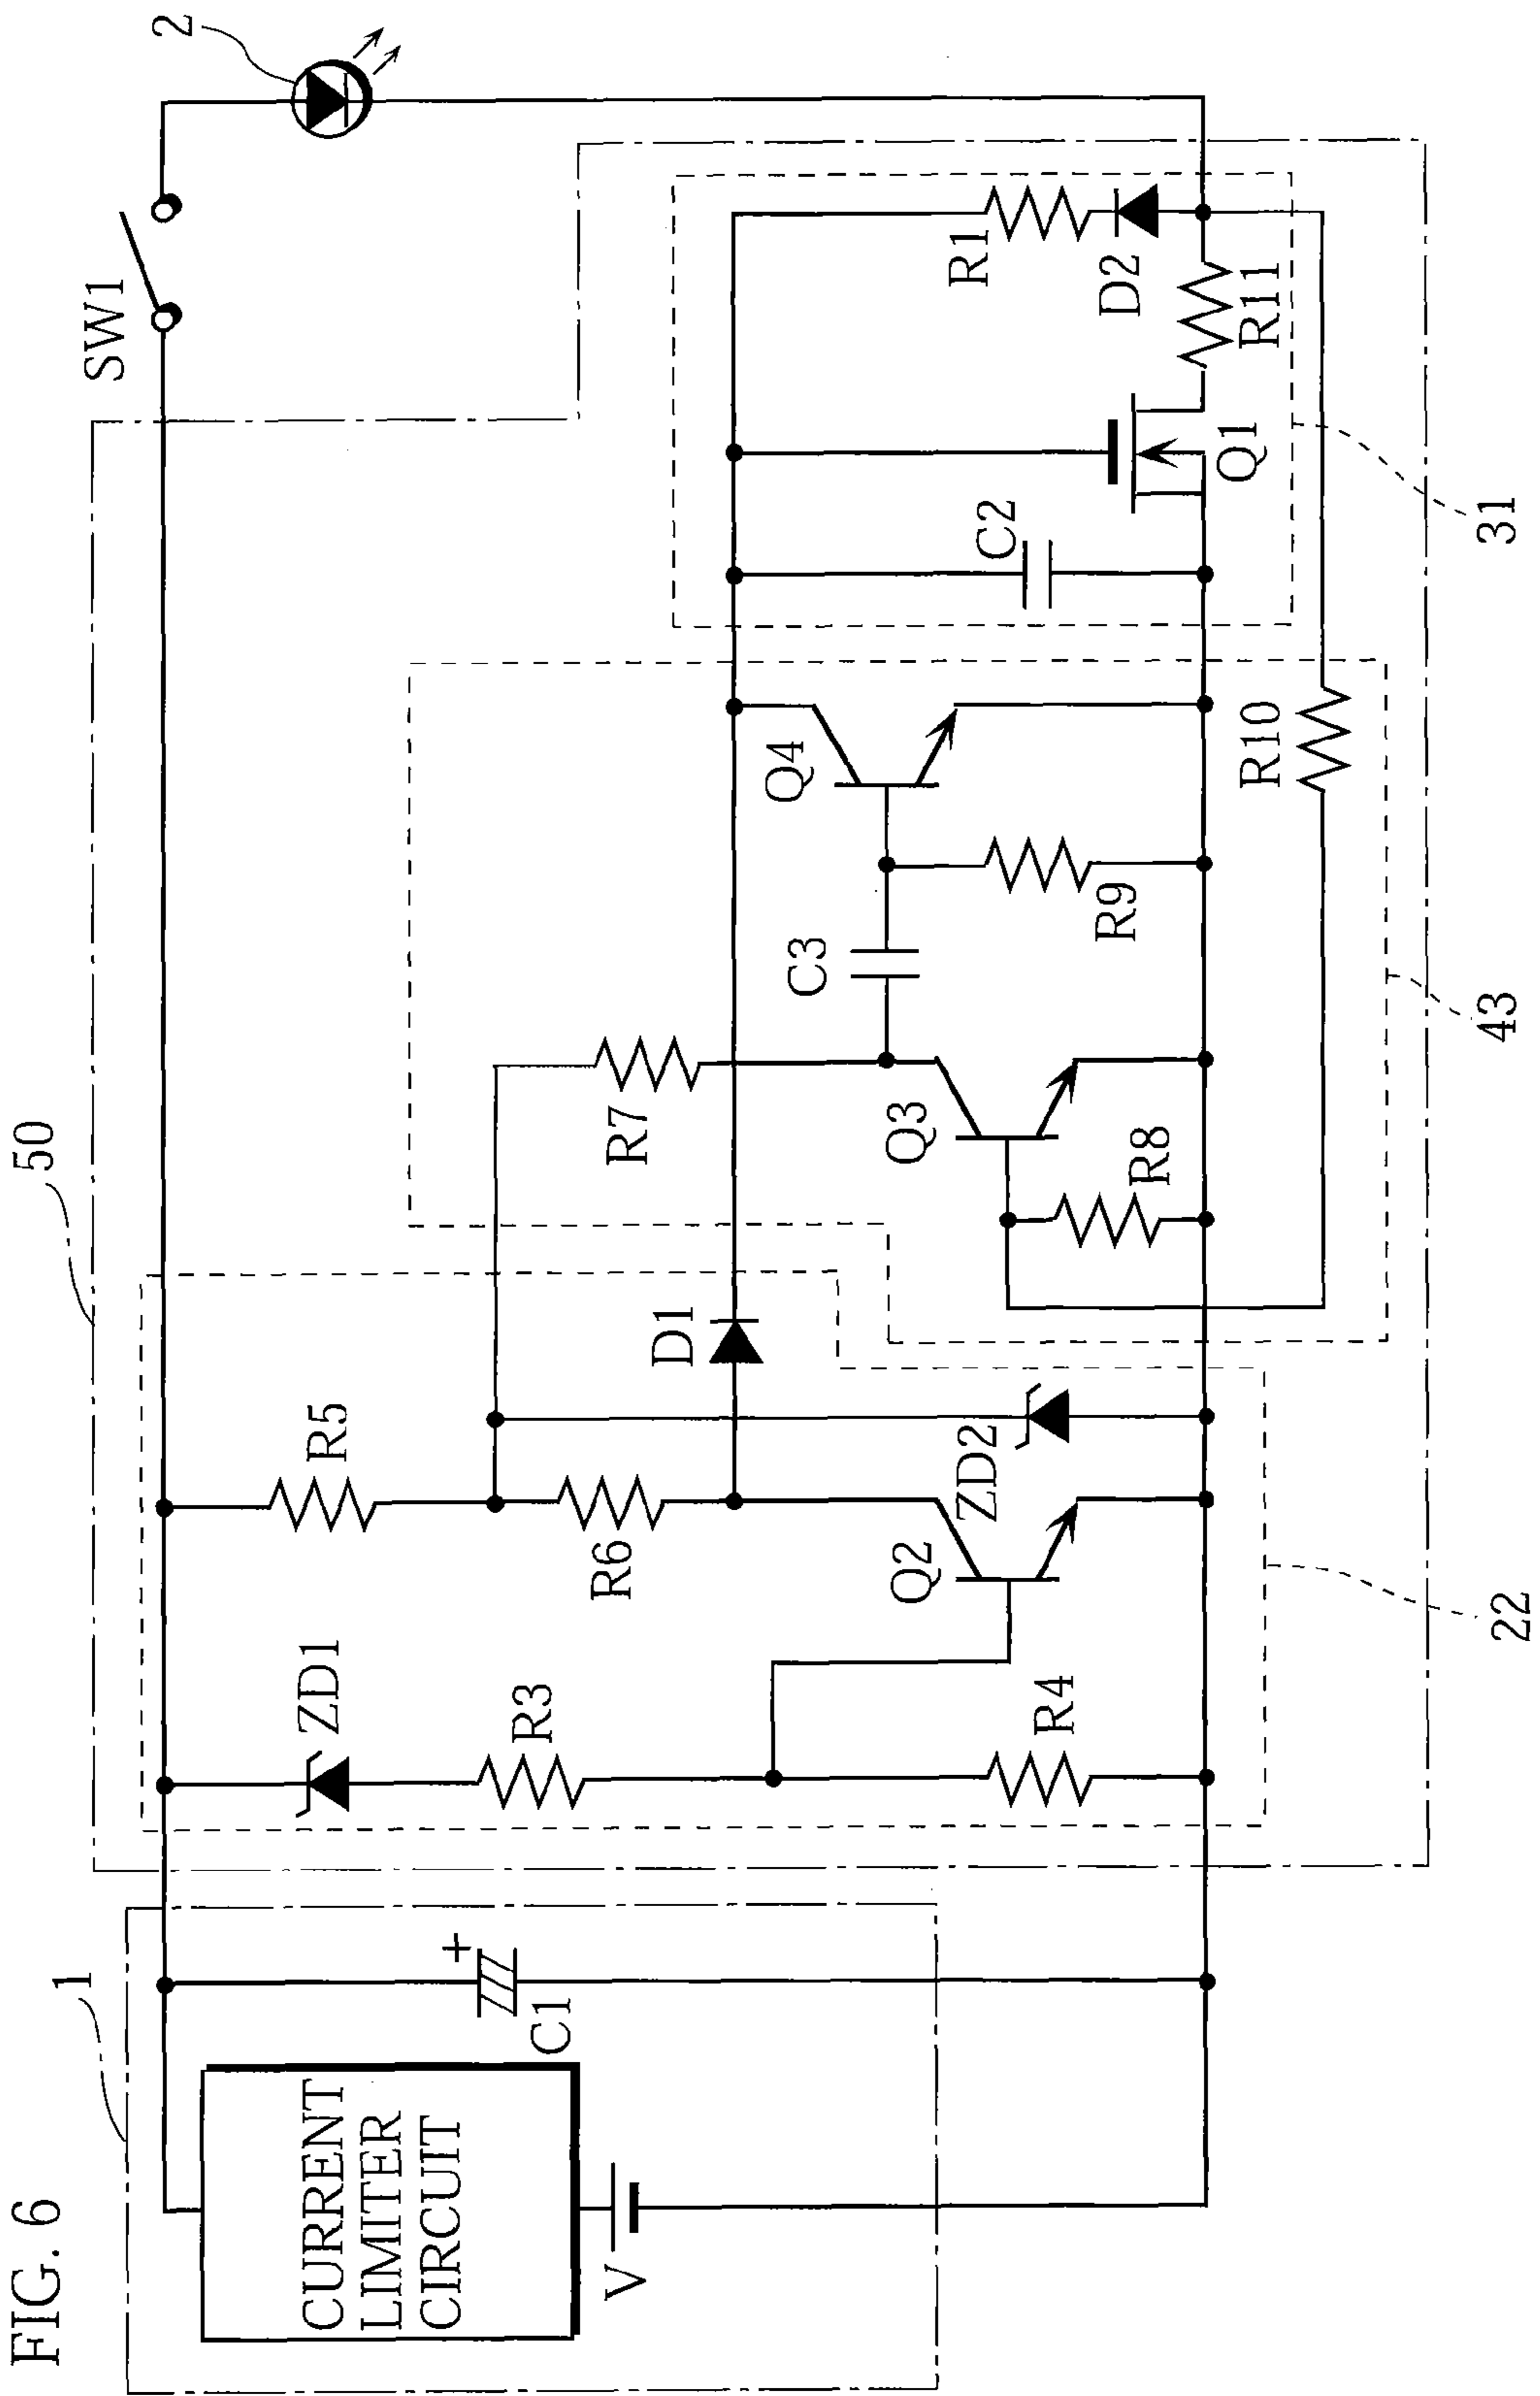 FIG. 6
1
CURRENT
LIMITER
CIRCUIT
V
C1
+
50
ZD1
R3
R4
R5
R6
Q2
ZD2
D1
22
R7
Q3
R8
C3
R9
Q4
R10
43
C2
Q1
R11
R1
D2
31
SW1
2